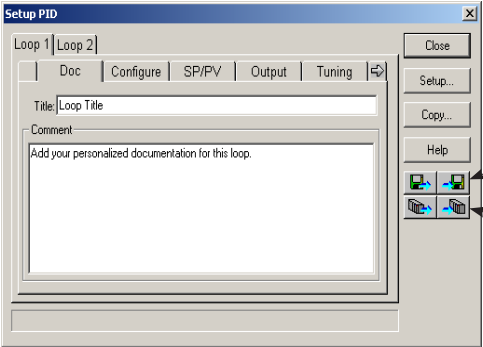 Setup PID
Loop 1 Loop 2
Doc Configure SP/PV Output Tuning
Title: Loop Title
Comment
Add your personalized documentation for this loop.
Close
Setup...
Copy...
Help